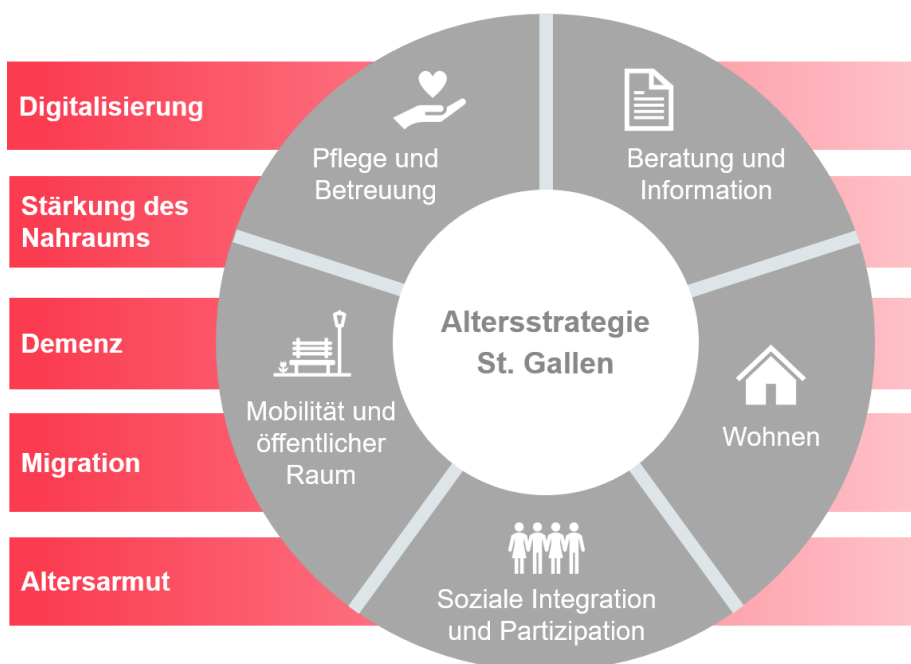 Digitalisierung
Stärkung des
Nahraums
Demenz
Migration
Altersarmut
Pflege und
Betreuung
Beratung und
Information
Altersstrategie
St. Gallen
Mobilität und
öffentlicher
Raum
Wohnen
Soziale Integration
und Partizipation